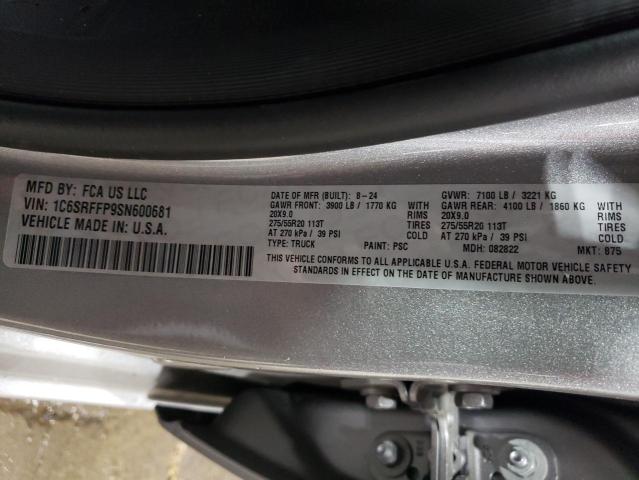 MFD BY: FCA US LLC
VIN: 1C6SRFFP9SN600681
VEHICLE MADE IN: U.S.A.
DATE OF MFR (BUILT): 8-24
GVWR: 7100 LB / 3221 KG
GAWR FRONT: 3900 LB / 1770 KG WITH GAWR REAR: 4100 LB / 1860 KG WITH
20X9.0 RIMS 20X9.0 RIMS
275/55R20 113T TIRES 275/55R20 113T TIRES
AT 270 kPa / 39 PSI COLD AT 270 kPa / 39 PSI COLD
TYPE: TRUCK PAINT: PSC MDH: 082822 MKT: 875
THIS VEHICLE CONFORMS TO ALL APPLICABLE U.S.A. FEDERAL MOTOR VEHICLE SAFETY
STANDARDS IN EFFECT ON THE DATE OF MANUFACTURE SHOWN ABOVE.